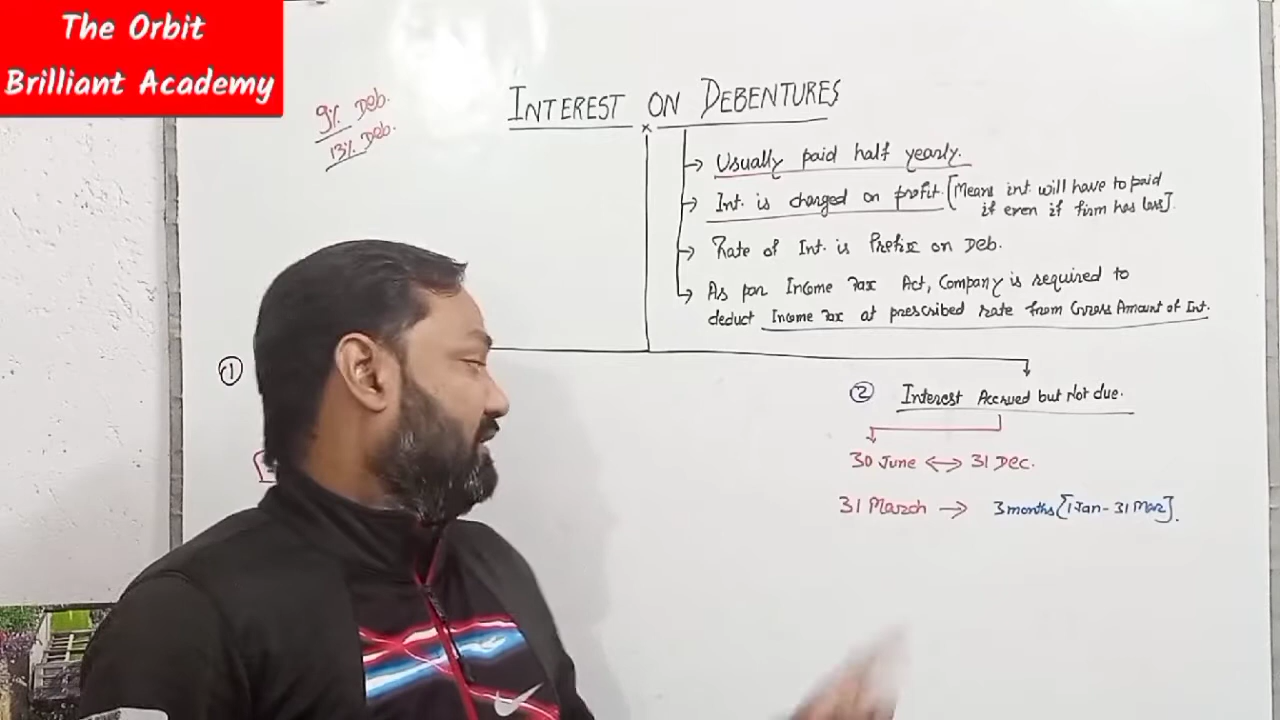 The Orbit
Brilliant Academy
9% Deb.
13% Deb.
INTEREST ON DEBENTURES
Usually paid half yearly.
Int. is charged on profit. [Means int. will have to paid
if even if firm has loss].
Rate of Int. is Prefix on Deb.
As per Income Tax Act, Company is required to
deduct Income Tax at prescribed rate from Gross Amount of Int.
①
② Interest Accrued but Not due.
30 June ↔ 31 Dec.
31 March → 3 months [1 Jan - 31 Mar].